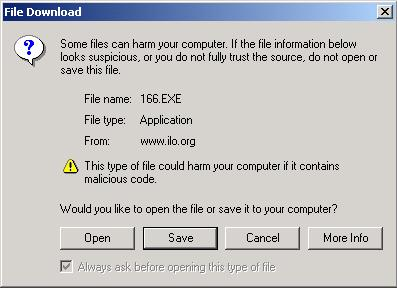 File Download
Some files can harm your computer. If the file information below
looks suspicious, or you do not fully trust the source, do not open or
save this file.
File name: 166.EXE
File type: Application
From: www.ilo.org
This type of file could harm your computer if it contains
malicious code.
Would you like to open the file or save it to your computer?
Open Save Cancel More Info
Always ask before opening this type of file